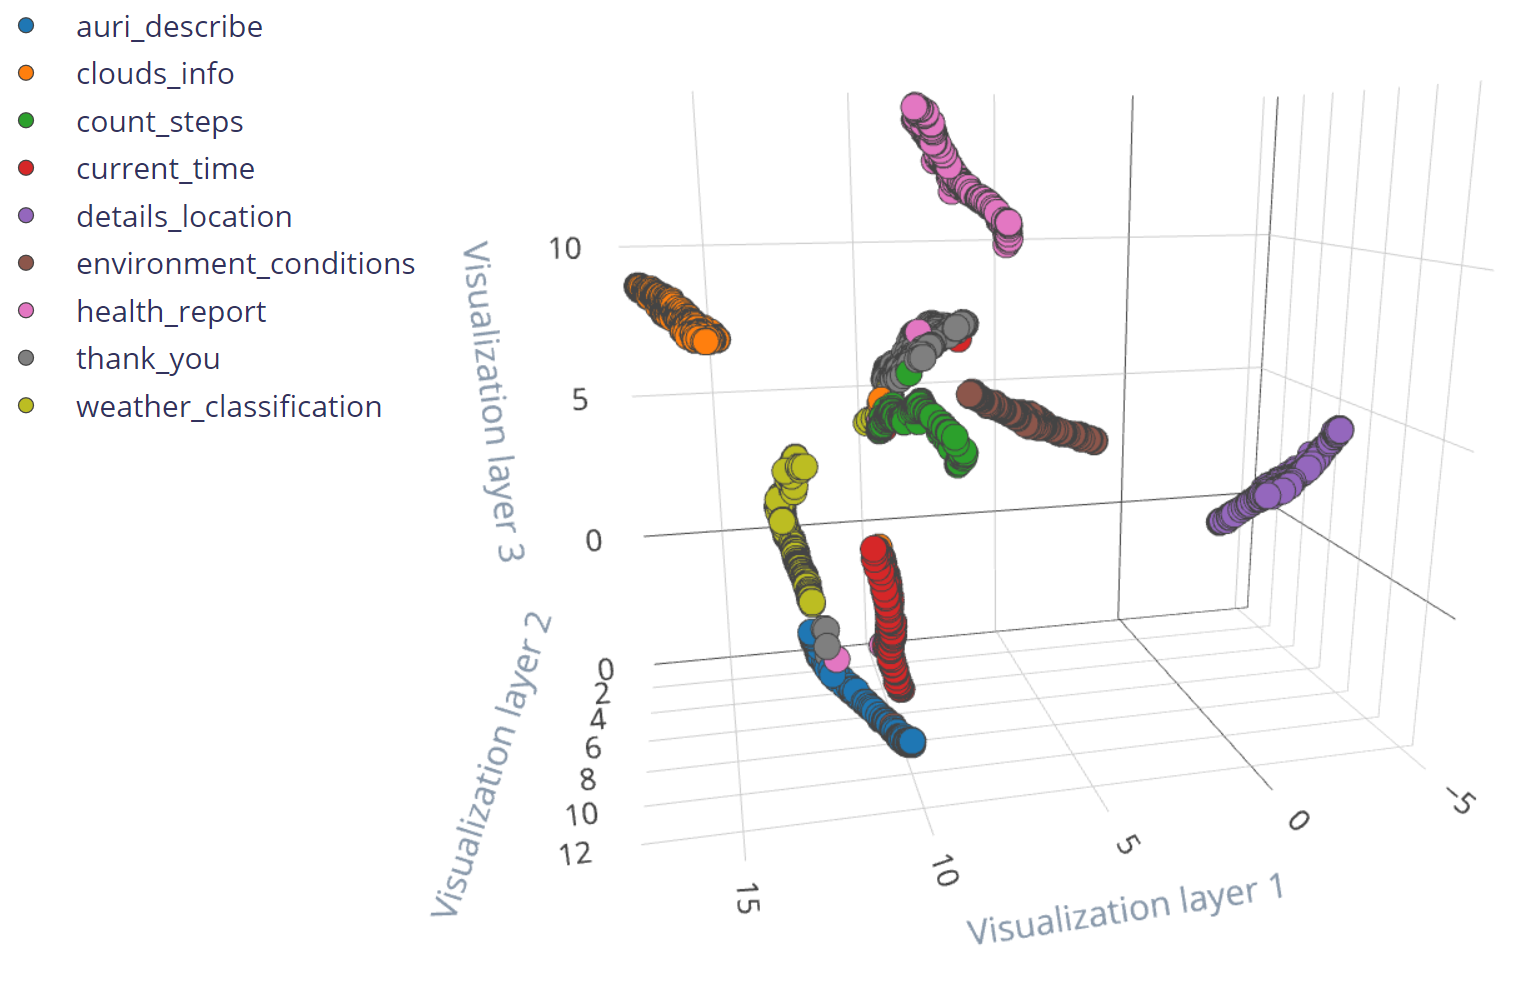 auri_describe
clouds_info
count_steps
current_time
details_location
environment_conditions
health_report
thank_you
weather_classification
Visualization layer 3
10
5
0
Visualization layer 2
0
2
4
6
8
10
12
15
10
5
0
−5
Visualization layer 1